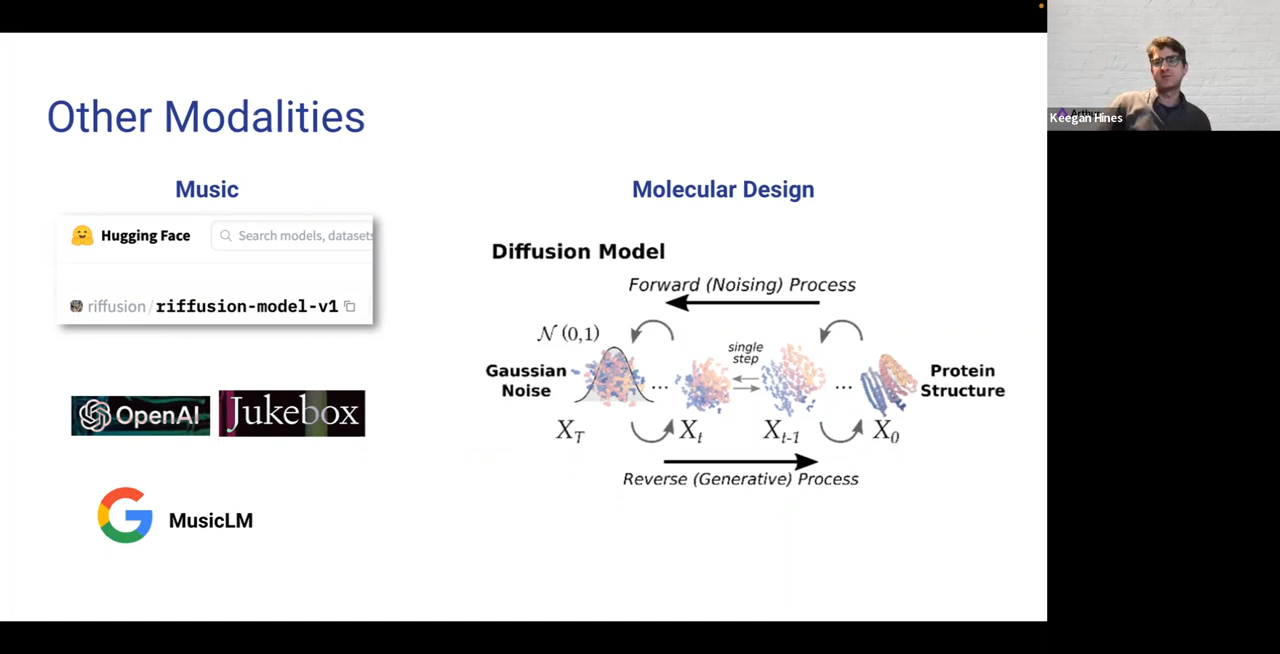 Other Modalities
Music
Hugging Face
Search models, datasets
riffusion/riffusion-model-v1
OpenAI
Jukebox
G
MusicLM
Molecular Design
Diffusion Model
Forward (Noising) Process
𝒩 (0,1)
single
step
Gaussian
Noise
...
...
Protein
Structure
X_T
X_t
X_{t-1}
X_0
Reverse (Generative) Process
Keegan Hines